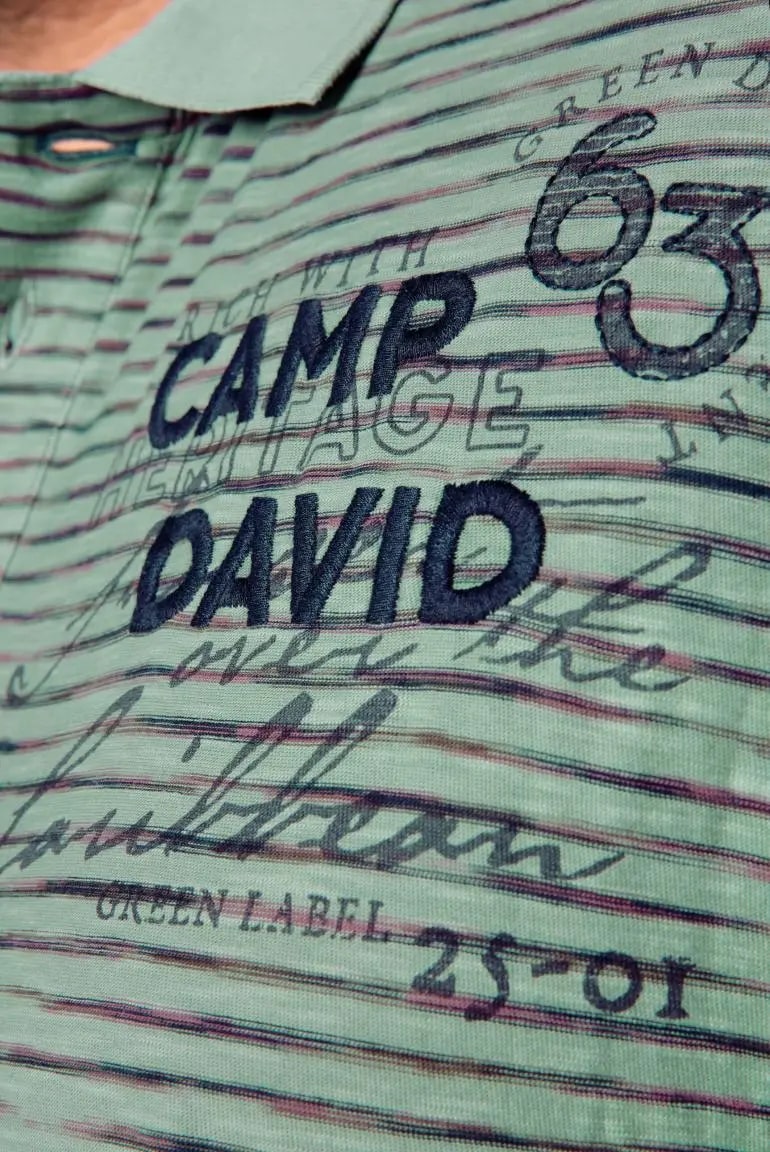 GREEN D
63
RICH WITH
CAMP
HERITAGE
DAVID
over the
Caribbean
GREEN LABEL
25-01